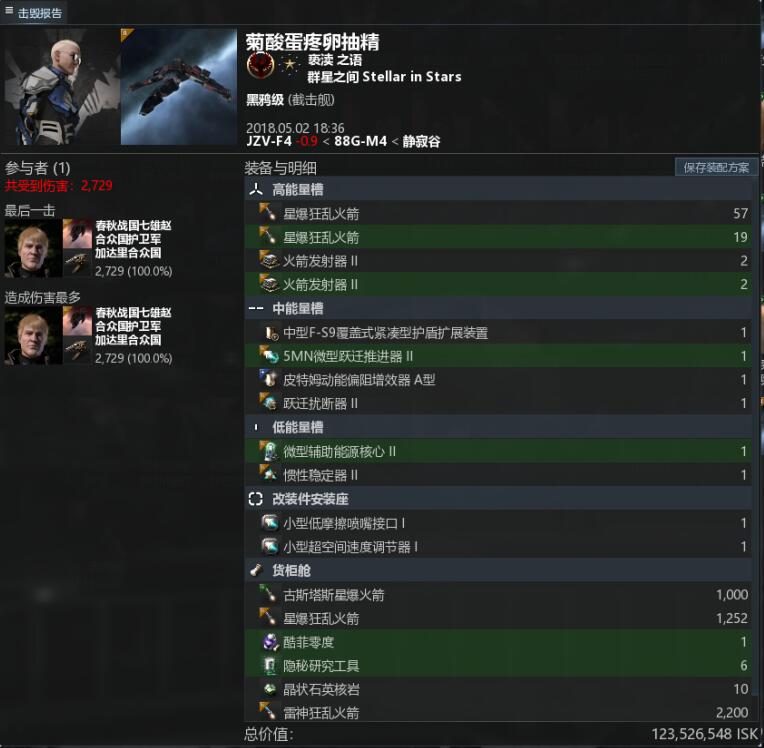 击毁报告
菊酸蛋疼卵抽精
亵渎 之语
群星之间 Stellar in Stars
黑鸦级 (截击舰)
2018.05.02 18:36
JZV-F4 -0.9 < 88G-M4 < 静寂谷
参与者 (1)
共受到伤害：2,729
最后一击
春秋战国七雄赵
合众国护卫军
加达里合众国
2,729 (100.0%)
造成伤害最多
春秋战国七雄赵
合众国护卫军
加达里合众国
2,729 (100.0%)
装备与明细
保存装配方案
高能量槽
星爆狂乱火箭 57
星爆狂乱火箭 19
火箭发射器 II 2
火箭发射器 II 2
中能量槽
中型F-S9覆盖式紧凑型护盾扩展装置 1
5MN微型跃迁推进器 II 1
皮特姆动能偏阻增效器 A型 1
跃迁扰断器 II 1
低能量槽
微型辅助能源核心 II 1
惯性稳定器 II 1
改装件安装座
小型低摩擦喷嘴接口 I 1
小型超空间速度调节器 I 1
货柜舱
古斯塔斯星爆火箭 1,000
星爆狂乱火箭 1,252
酷菲零度 1
隐秘研究工具 6
晶状石英核岩 10
雷神狂乱火箭 2,200
总价值： 123,526,548 ISK